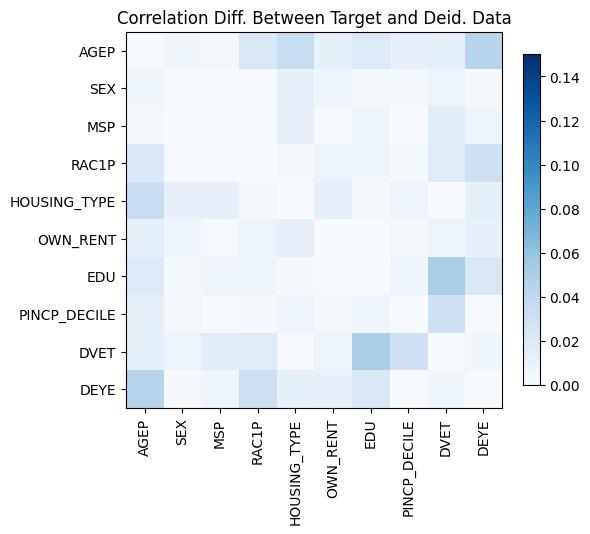 Correlation Diff. Between Target and Deid. Data
AGEP
SEX
MSP
RAC1P
HOUSING_TYPE
OWN_RENT
EDU
PINCP_DECILE
DVET
DEYE
AGEP
SEX
MSP
RAC1P
HOUSING_TYPE
OWN_RENT
EDU
PINCP_DECILE
DVET
DEYE
0.14
0.12
0.10
0.08
0.06
0.04
0.02
0.00